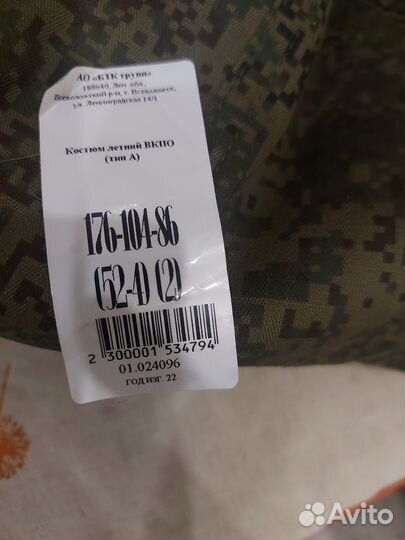 АО «БТК групп»
188640, Лен. обл.,
Всеволожский р-н, г. Всеволожск,
ул. Ленинградская 14/1
Костюм летний ВКПО
(тип А)
176-104-86
(52-4) (2)
2 300001 534794
01.024096
год изг. 22
Avito